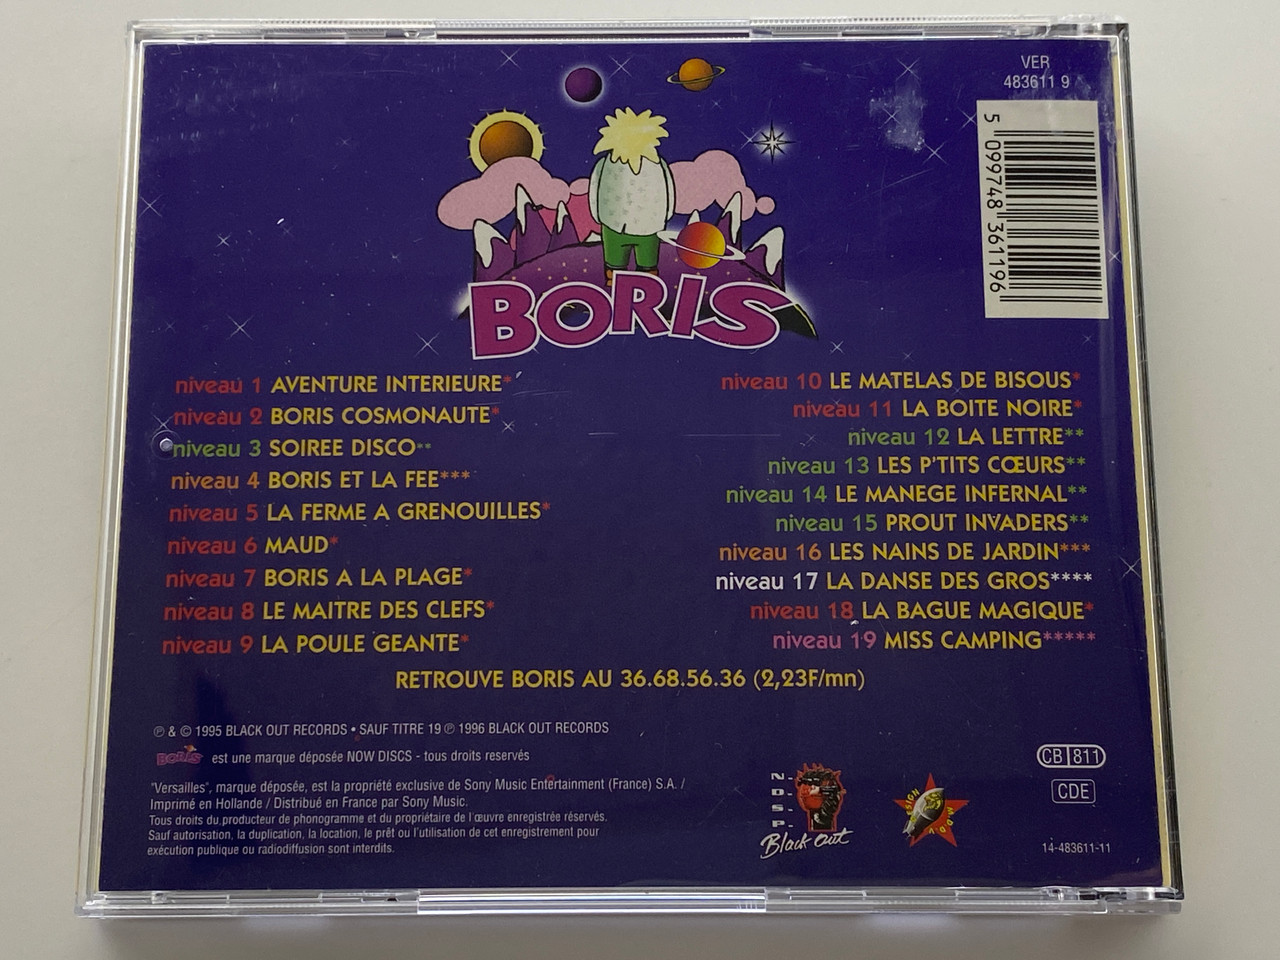 VER
483611 9
5 099748 361196
BORIS
niveau 1 AVENTURE INTERIEURE*
niveau 2 BORIS COSMONAUTE*
niveau 3 SOIREE DISCO**
niveau 4 BORIS ET LA FEE***
niveau 5 LA FERME A GRENOUILLES*
niveau 6 MAUD*
niveau 7 BORIS A LA PLAGE*
niveau 8 LE MAITRE DES CLEFS*
niveau 9 LA POULE GEANTE*
niveau 10 LE MATELAS DE BISOUS*
niveau 11 LA BOITE NOIRE*
niveau 12 LA LETTRE**
niveau 13 LES P'TITS CŒURS**
niveau 14 LE MANEGE INFERNAL**
niveau 15 PROUT INVADERS**
niveau 16 LES NAINS DE JARDIN***
niveau 17 LA DANSE DES GROS****
niveau 18 LA BAGUE MAGIQUE*
niveau 19 MISS CAMPING*****
RETROUVE BORIS AU 36.68.56.36 (2,23F/mn)
℗ & © 1995 BLACK OUT RECORDS • SAUF TITRE 19 ℗ 1996 BLACK OUT RECORDS
BORIS est une marque déposée NOW DISCS - tous droits reservés
"Versailles", marque déposée, est la propriété exclusive de Sony Music Entertainment (France) S.A. /
Imprimé en Hollande / Distribué en France par Sony Music.
Tous droits du producteur de phonogramme et du propriétaire de l'œuvre enregistrée réservés.
Sauf autorisation, la duplication, la location, le prêt ou l'utilisation de cet enregistrement pour
exécution publique ou radiodiffusion sont interdits.
N.D.S.P.
Black Out
CB 811
CDE
14-483611-11